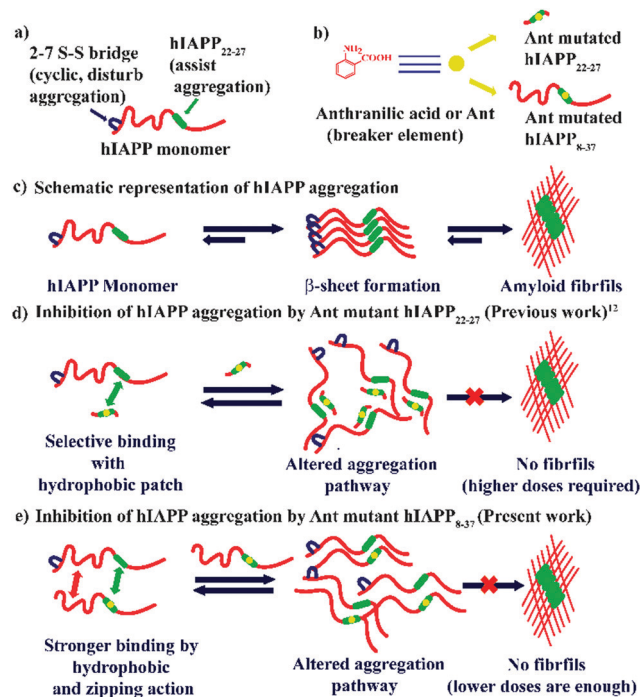 a)
2-7 S-S bridge
(cyclic, disturb
aggregation)
hIAPP22-27
(assist
aggregation)
hIAPP monomer
b)
NH2
COOH
Anthranilic acid or Ant
(breaker element)
Ant mutated
hIAPP22-27
Ant mutated
hIAPP8-37
c) Schematic representation of hIAPP aggregation
hIAPP Monomer
β-sheet formation
Amyloid fibrfils
d) Inhibition of hIAPP aggregation by Ant mutant hIAPP22-27 (Previous work)12
Selective binding
with
hydrophobic patch
Altered aggregation
pathway
No fibrfils
(higher doses required)
e) Inhibition of hIAPP aggregation by Ant mutant hIAPP8-37 (Present work)
Stronger binding by
hydrophobic
and zipping action
Altered aggregation
pathway
No fibrfils
(lower doses are enough)